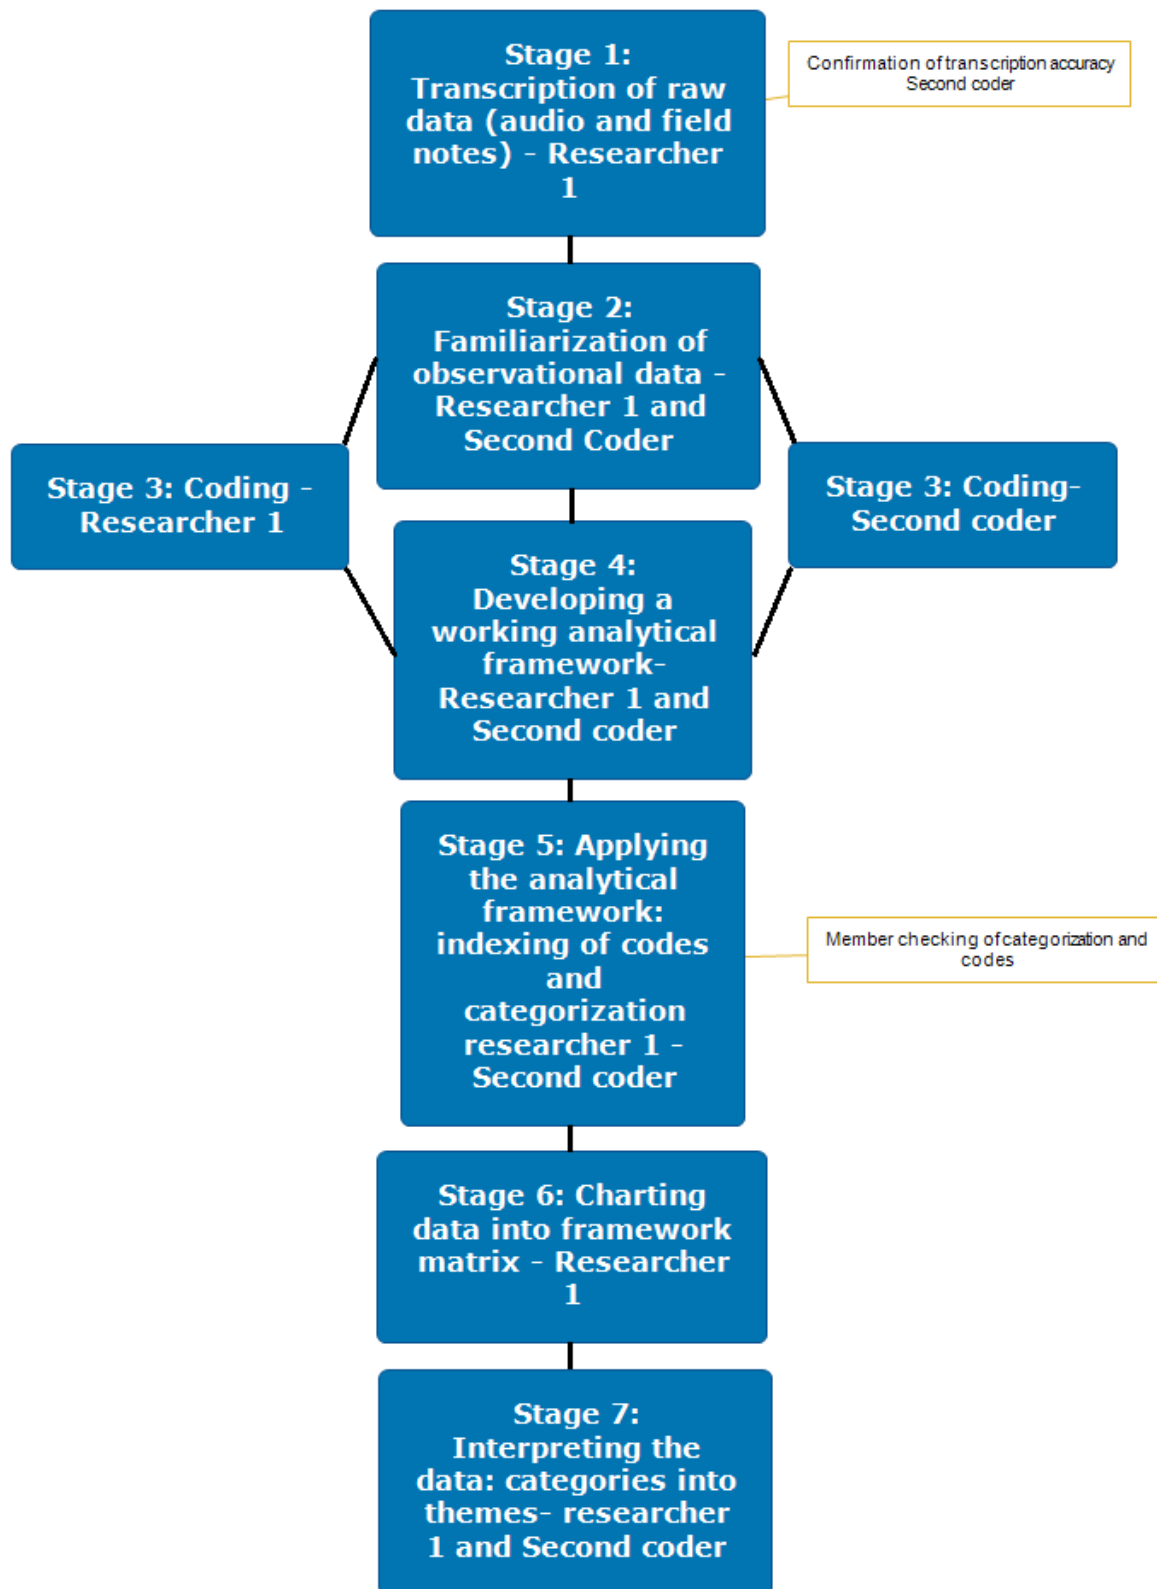 Stage 1:
Transcription of raw
data (audio and field
notes) - Researcher
1
Confirmation of transcription accuracy
Second coder
Stage 2:
Familiarization of
observational data -
Researcher 1 and
Second Coder
Stage 3: Coding -
Researcher 1
Stage 3: Coding-
Second coder
Stage 4:
Developing a
working analytical
framework-
Researcher 1 and
Second coder
Stage 5: Applying
the analytical
framework:
indexing of codes
and
categorization
researcher 1 -
Second coder
Member checking of categorization and
codes
Stage 6: Charting
data into framework
matrix - Researcher
1
Stage 7:
Interpreting the
data: categories into
themes- researcher
1 and Second coder